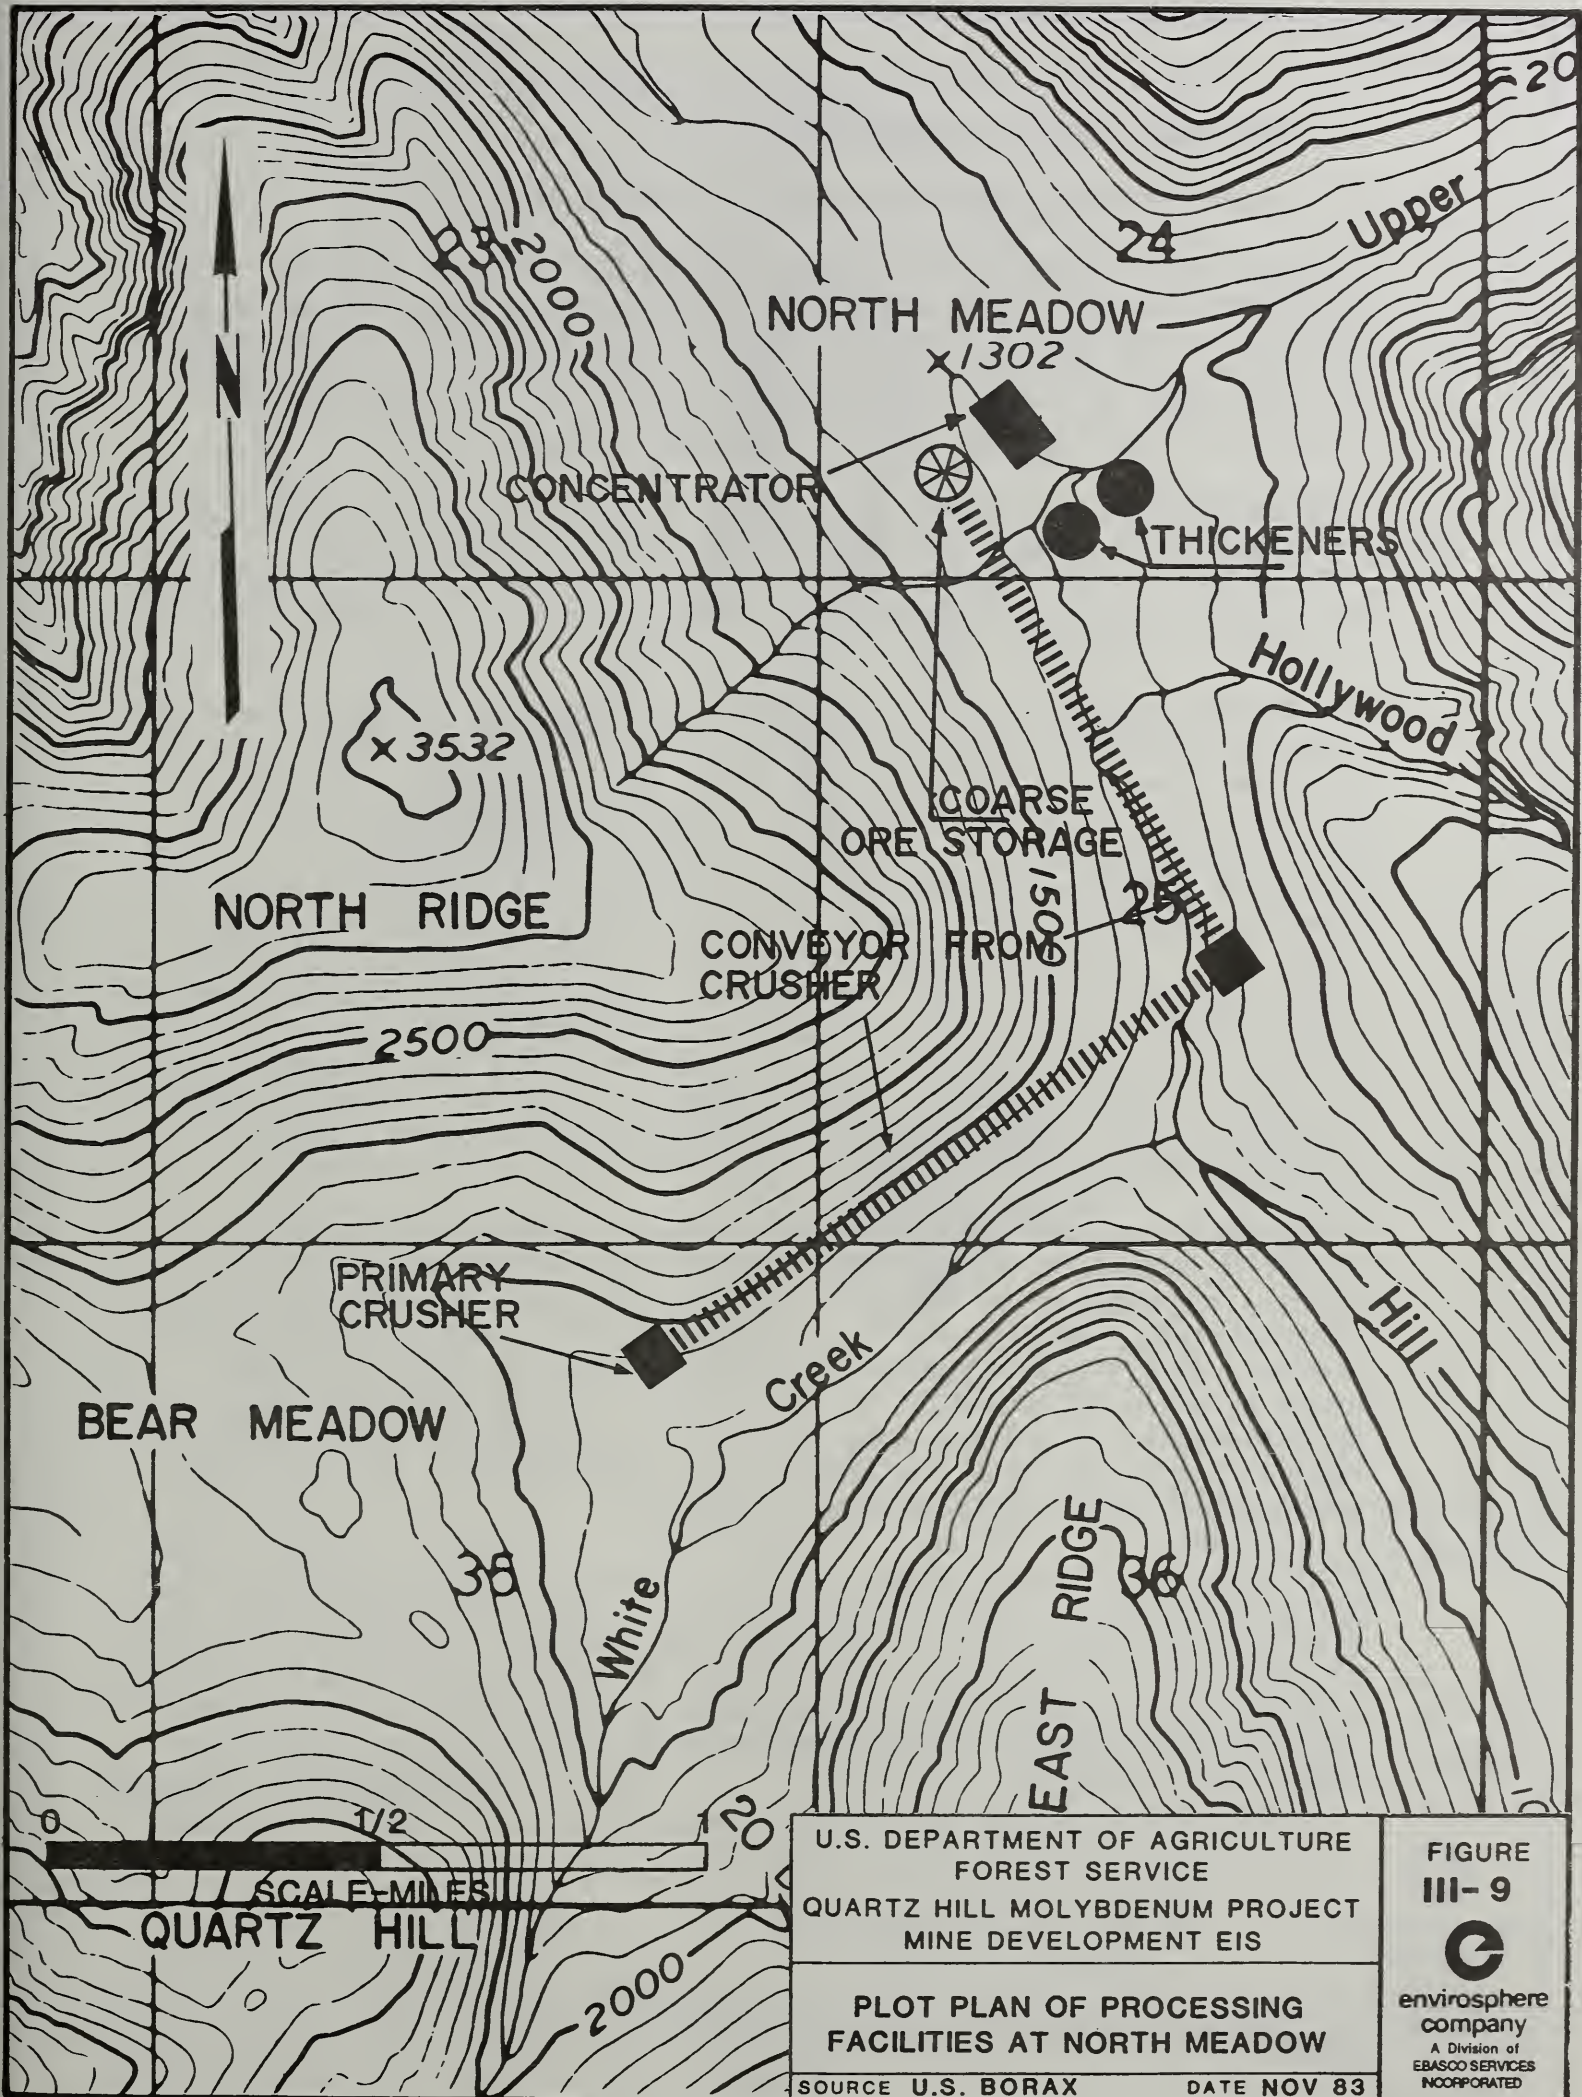 20
23
2000
24
Upper
N
NORTH MEADOW
x 1302
CONCENTRATOR
THICKENERS
Hollywood
x 3532
COARSE
ORE STORAGE
1500
25
NORTH RIDGE
CONVEYOR FROM
CRUSHER
2500
PRIMARY
CRUSHER
Hill
Creek
BEAR MEADOW
35
White
EAST RIDGE
36
0 1/2 1
SCALE-MILES
20
QUARTZ HILL
2000
U.S. DEPARTMENT OF AGRICULTURE
FOREST SERVICE
QUARTZ HILL MOLYBDENUM PROJECT
MINE DEVELOPMENT EIS
PLOT PLAN OF PROCESSING
FACILITIES AT NORTH MEADOW
SOURCE U.S. BORAX DATE NOV 83
FIGURE
III-9
e
envirosphere
company
A Division of
EBASCO SERVICES
INCORPORATED